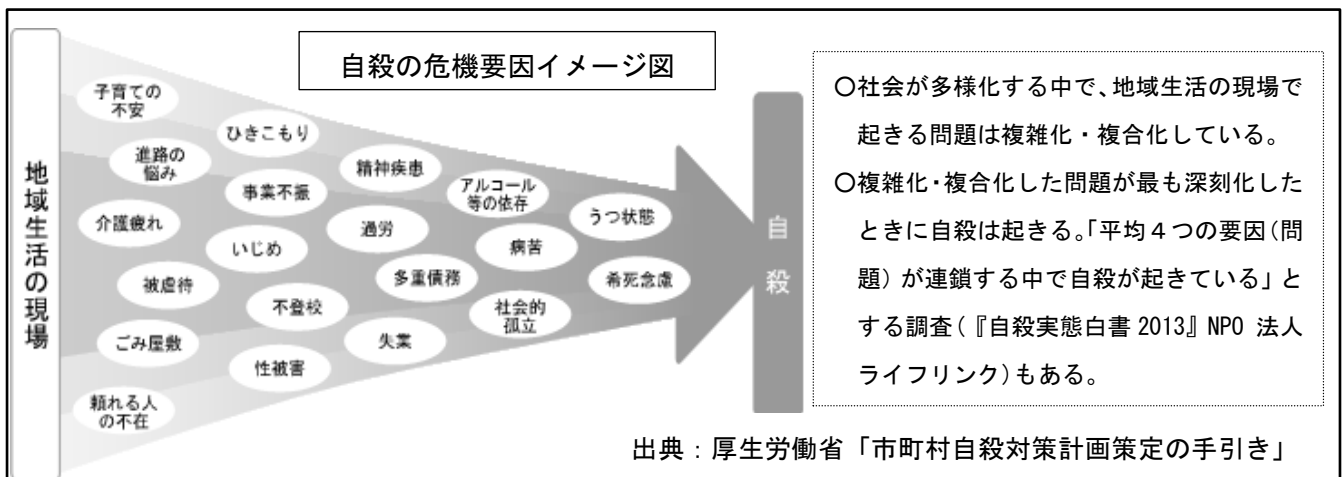 自殺の危機要因イメージ図
地域生活の現場
子育ての
不安
進路の
悩み
介護疲れ
被虐待
ごみ屋敷
頼れる人
の不在
ひきこもり
事業不振
いじめ
不登校
性被害
精神疾患
過労
多重債務
失業
アルコール
等の依存
病苦
社会的
孤立
うつ状態
希死念慮
自殺
〇社会が多様化する中で、地域生活の現場で
起きる問題は複雑化・複合化している。
〇複雑化・複合化した問題が最も深刻化した
ときに自殺は起きる。「平均４つの要因（問
題）が連鎖する中で自殺が起きている」と
する調査（『自殺実態白書 2013』NPO 法人
ライフリンク）もある。
出典：厚生労働省「市町村自殺対策計画策定の手引き」